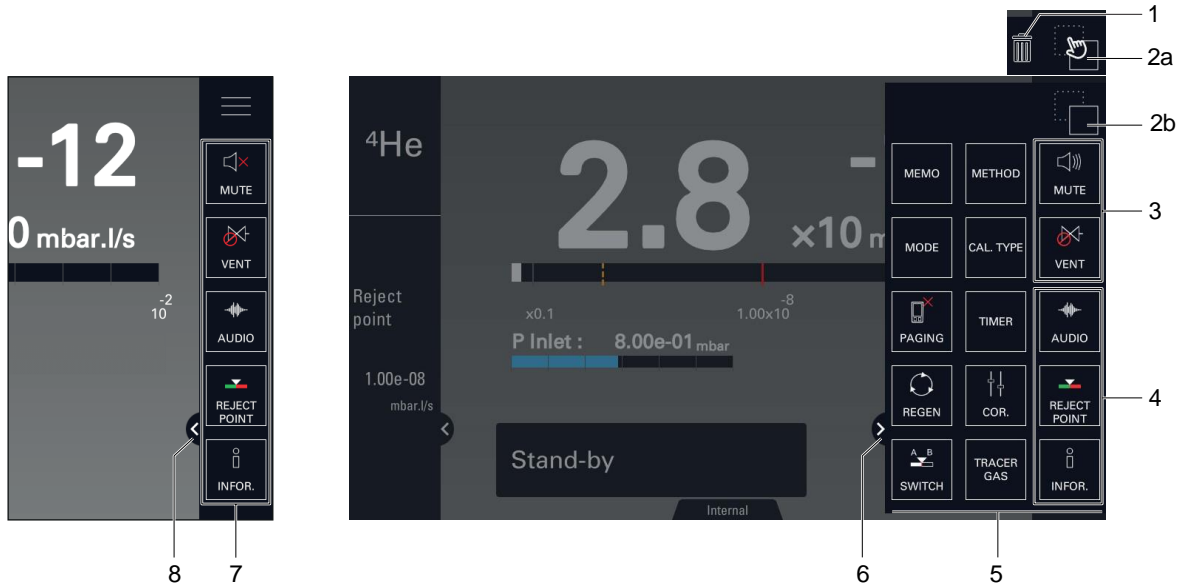 1
2a
2b
-12
0 mbar.l/s
-2
10
MUTE
VENT
AUDIO
REJECT
POINT
INFOR.
8
7
4He
Reject
point
1.00e-08
mbar.l/s
2.8
-
×10 m
x0.1
1.00x10
-8
P Inlet : 8.00e-01 mbar
Stand-by
Internal
MEMO METHOD MUTE
MODE CAL. TYPE VENT
PAGING TIMER AUDIO
REGEN COR. REJECT
POINT
A B
SWITCH TRACER
GAS INFOR.
3
4
6
5